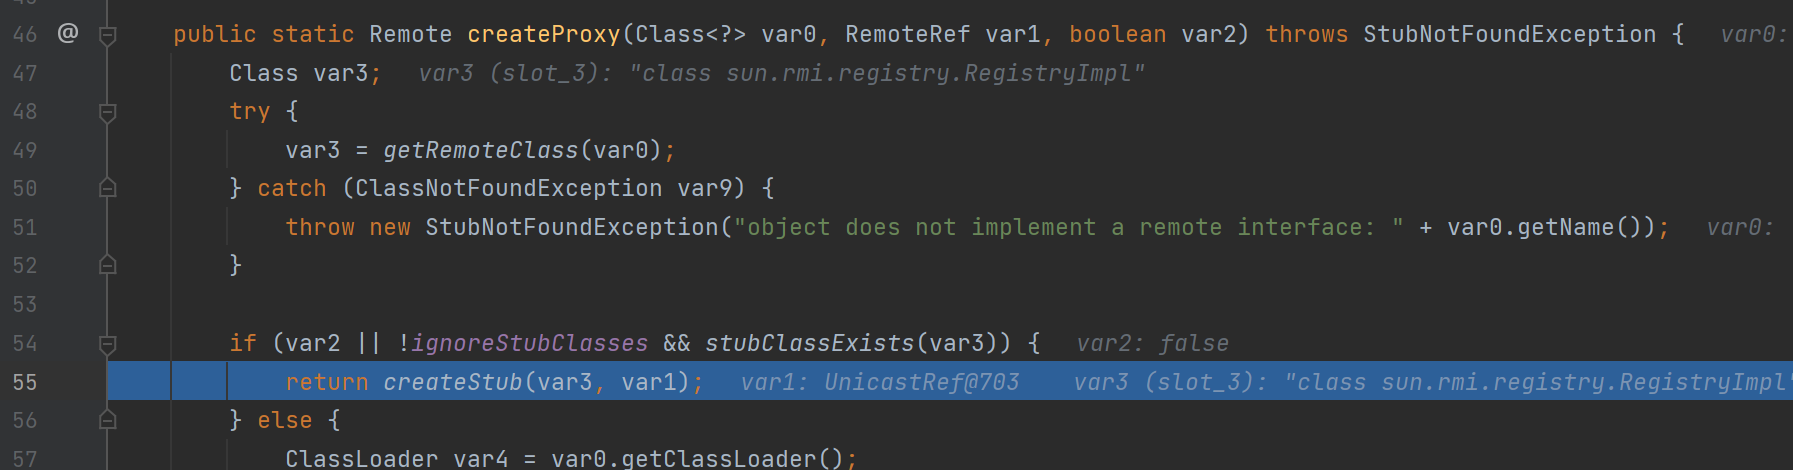 46 @ public static Remote createProxy(Class<?> var0, RemoteRef var1, boolean var2) throws StubNotFoundException { var0:
47 Class var3; var3 (slot_3): "class sun.rmi.registry.RegistryImpl"
48 try {
49 var3 = getRemoteClass(var0);
50 } catch (ClassNotFoundException var9) {
51 throw new StubNotFoundException("object does not implement a remote interface: " + var0.getName()); var0:
52 }
53
54 if (var2 || !ignoreStubClasses && stubClassExists(var3)) { var2: false
55 return createStub(var3, var1); var1: UnicastRef@703 var3 (slot_3): "class sun.rmi.registry.RegistryImpl"
56 } else {
57 ClassLoader var4 = var0.getClassLoader();